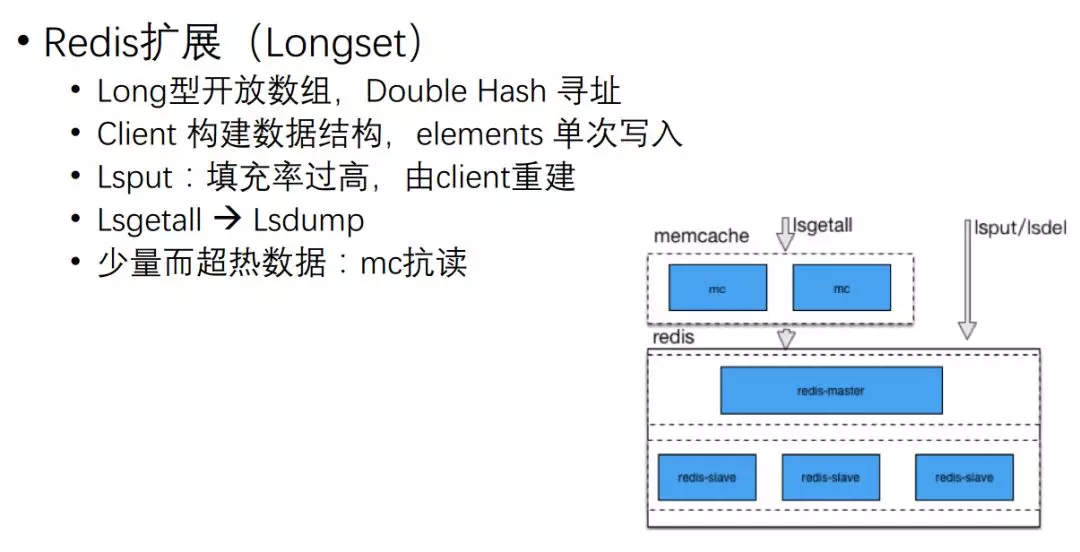 • Redis扩展（Longset）
• Long型开放数组，Double Hash 寻址
• Client 构建数据结构，elements 单次写入
• Lsput：填充率过高，由client重建
• Lsgetall → Lsdump
• 少量而超热数据：mc抗读
memcache
lsgetall
lsput/lsdel
mc
mc
redis
redis-master
redis-slave
redis-slave
redis-slave